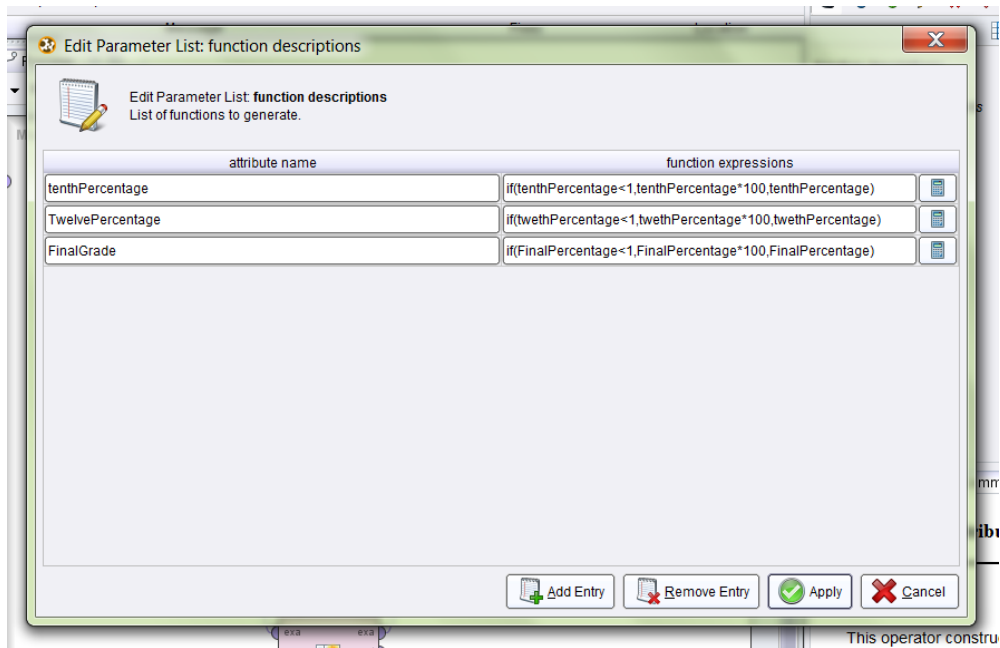 Edit Parameter List: function descriptions
Edit Parameter List: function descriptions
List of functions to generate.
attribute name function expressions
tenthPercentage if(tenthPercentage<1,tenthPercentage*100,tenthPercentage)
TwelvePercentage if(twethPercentage<1,twethPercentage*100,twethPercentage)
FinalGrade if(FinalPercentage<1,FinalPercentage*100,FinalPercentage)
Add Entry Remove Entry Apply Cancel
exa exa
This operator constru